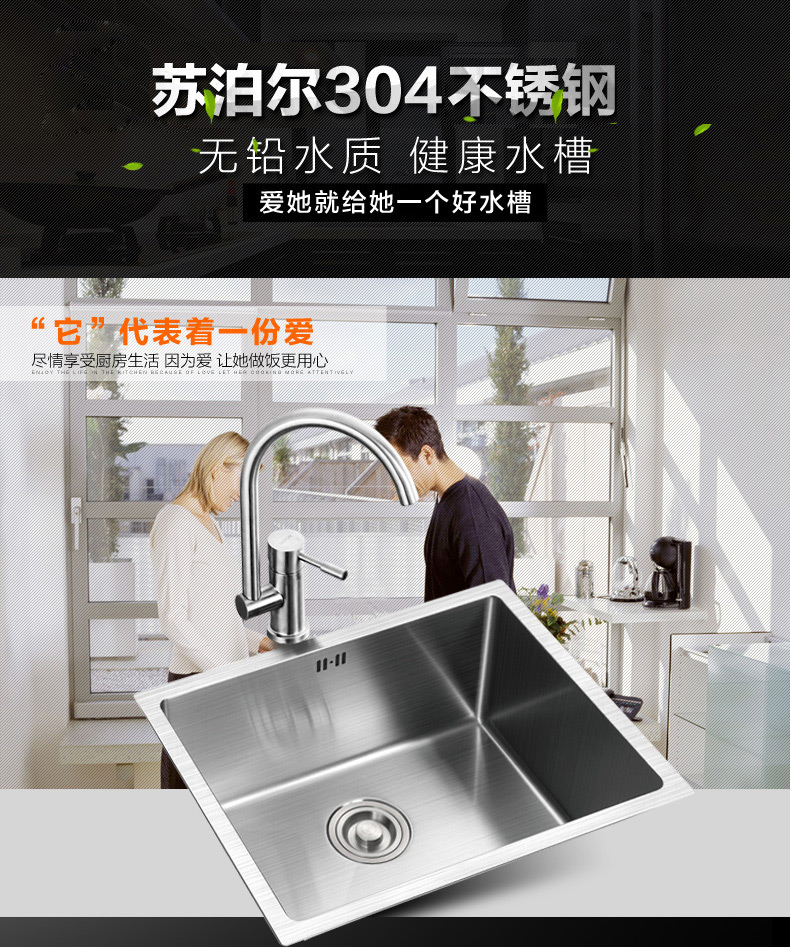 苏泊尔304不锈钢
无铅水质 健康水槽
爱她就给她一个好水槽
“它”代表着一份爱
尽情享受厨房生活 因为爱 让她做饭更用心
ENJOY THE LIFE IN THE KITCHEN BECAUSE OF LOVE LET HER COOKING MORE ATTENTIVELY